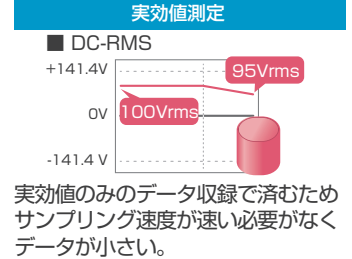 実効値測定
■ DC-RMS
+141.4V
95Vrms
0V
100Vrms
-141.4 V
実効値のみのデータ収録で済むため
サンプリング速度が速い必要がなく
データが小さい。